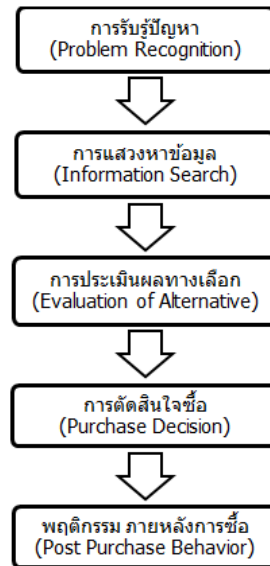 การรับรู้ปัญหา
(Problem Recognition)
การแสวงหาข้อมูล
(Information Search)
การประเมินผลทางเลือก
(Evaluation of Alternative)
การตัดสินใจซื้อ
(Purchase Decision)
พฤติกรรม ภายหลังการซื้อ
(Post Purchase Behavior)